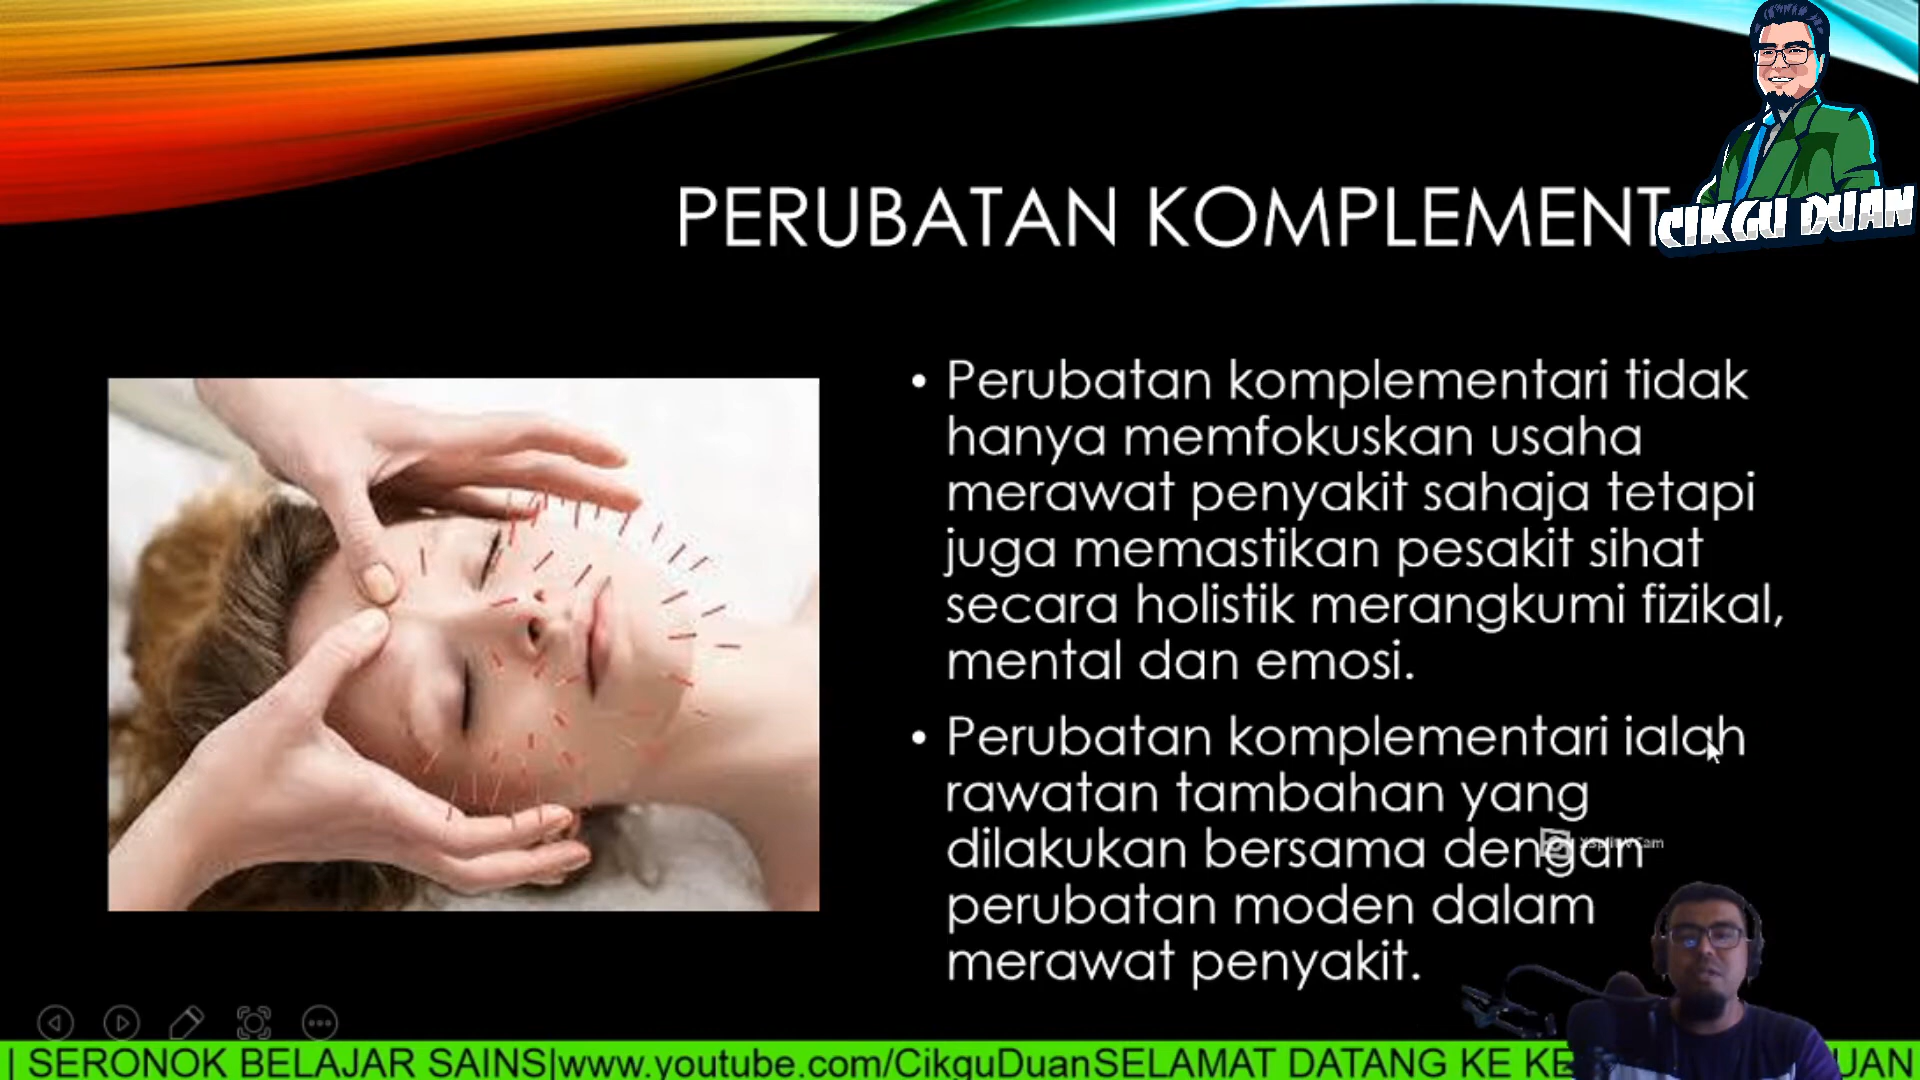 PERUBATAN KOMPLEMENT
CIKGU DUAN
• Perubatan komplementari tidak
hanya memfokuskan usaha
merawat penyakit sahaja tetapi
juga memastikan pesakit sihat
secara holistik merangkumi fizikal,
mental dan emosi.
• Perubatan komplementari ialah
rawatan tambahan yang
dilakukan bersama dengan
XSplit VCam
perubatan moden dalam
merawat penyakit.
| SERONOK BELAJAR SAINS|www.youtube.com/CikguDuanSELAMAT DATANG KE KE UAN